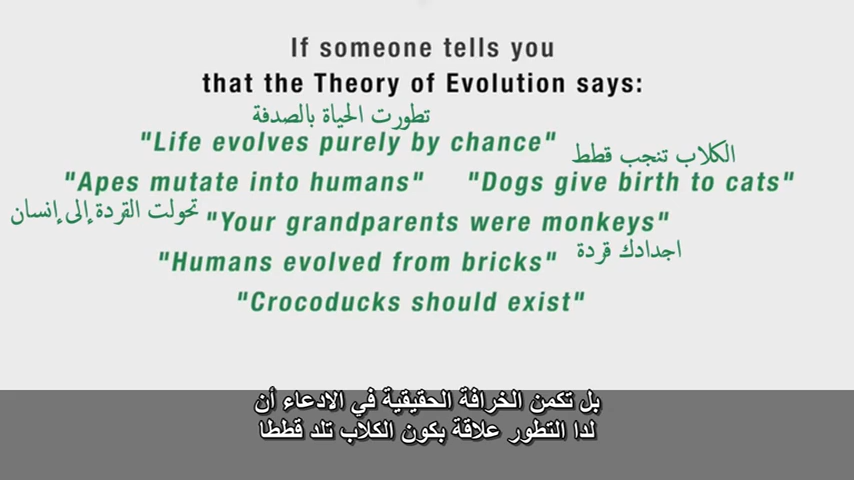 If someone tells you
that the Theory of Evolution says:
تطورت الحياة بالصدفة
"Life evolves purely by chance"
الكلاب تنجب قطط
"Apes mutate into humans" "Dogs give birth to cats"
تحولت القردة إلى إنسان
"Your grandparents were monkeys"
اجدادك قردة
"Humans evolved from bricks"
"Crocoducks should exist"
بل تكمن الخرافة الحقيقية في الادعاء أن
لدا التطور علاقة بكون الكلاب تلد قططا